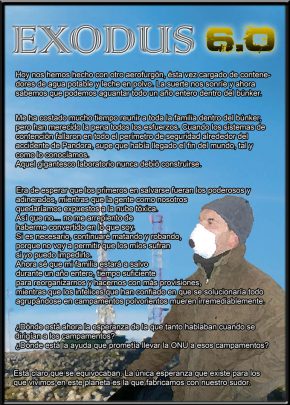 EXODUS 6.0
Hoy nos hemos hecho con otro aerofurgón, ésta vez cargado de contene-
dores de agua potable y leche en polvo. La suerte nos sonríe y ahora
sabemos que podemos aguantar todo un año entero dentro del búnker.
Me ha costado mucho tiempo reunir a toda la familia dentro del búnker,
pero han merecido la pena todos los esfuerzos. Cuando los sistemas de
contención fallaron en todo el perímetro de seguridad alrededor del
accidente de Pandora, supe que había llegado el fin del mundo, tal y
como lo conocíamos.
Aquel gigantesco laboratorio nunca debió construirse.
Era de esperar que los primeros en salvarse fueran los poderosos y
adinerados, mientras que la gente como nosotros
quedaríamos expuestos a la nube tóxica.
Así que no... no me arrepiento de
haberme convertido en lo que soy.
Si es necesario, continuaré matando y robando,
porque no voy a permitir que los míos sufran
si yo puedo impedirlo.
Ahora sé que mi familia estará a salvo
durante un año entero, tiempo suficiente
para reorganizarnos y hacernos con más provisiones,
mientras que los infelices que han confiado en que se solucionaría todo
agrupándose en campamentos polvorientos mueren irremediablemente.
¿Dónde está ahora la esperanza de la que tanto hablaban cuando se
dirigían a los campamentos?
¿Dónde está la ayuda que prometía llevar la ONU a esos campamentos?
Está claro que se equivocaban. La única esperanza que existe para los
que vivimos en este planeta es la que fabricamos con nuestro sudor.